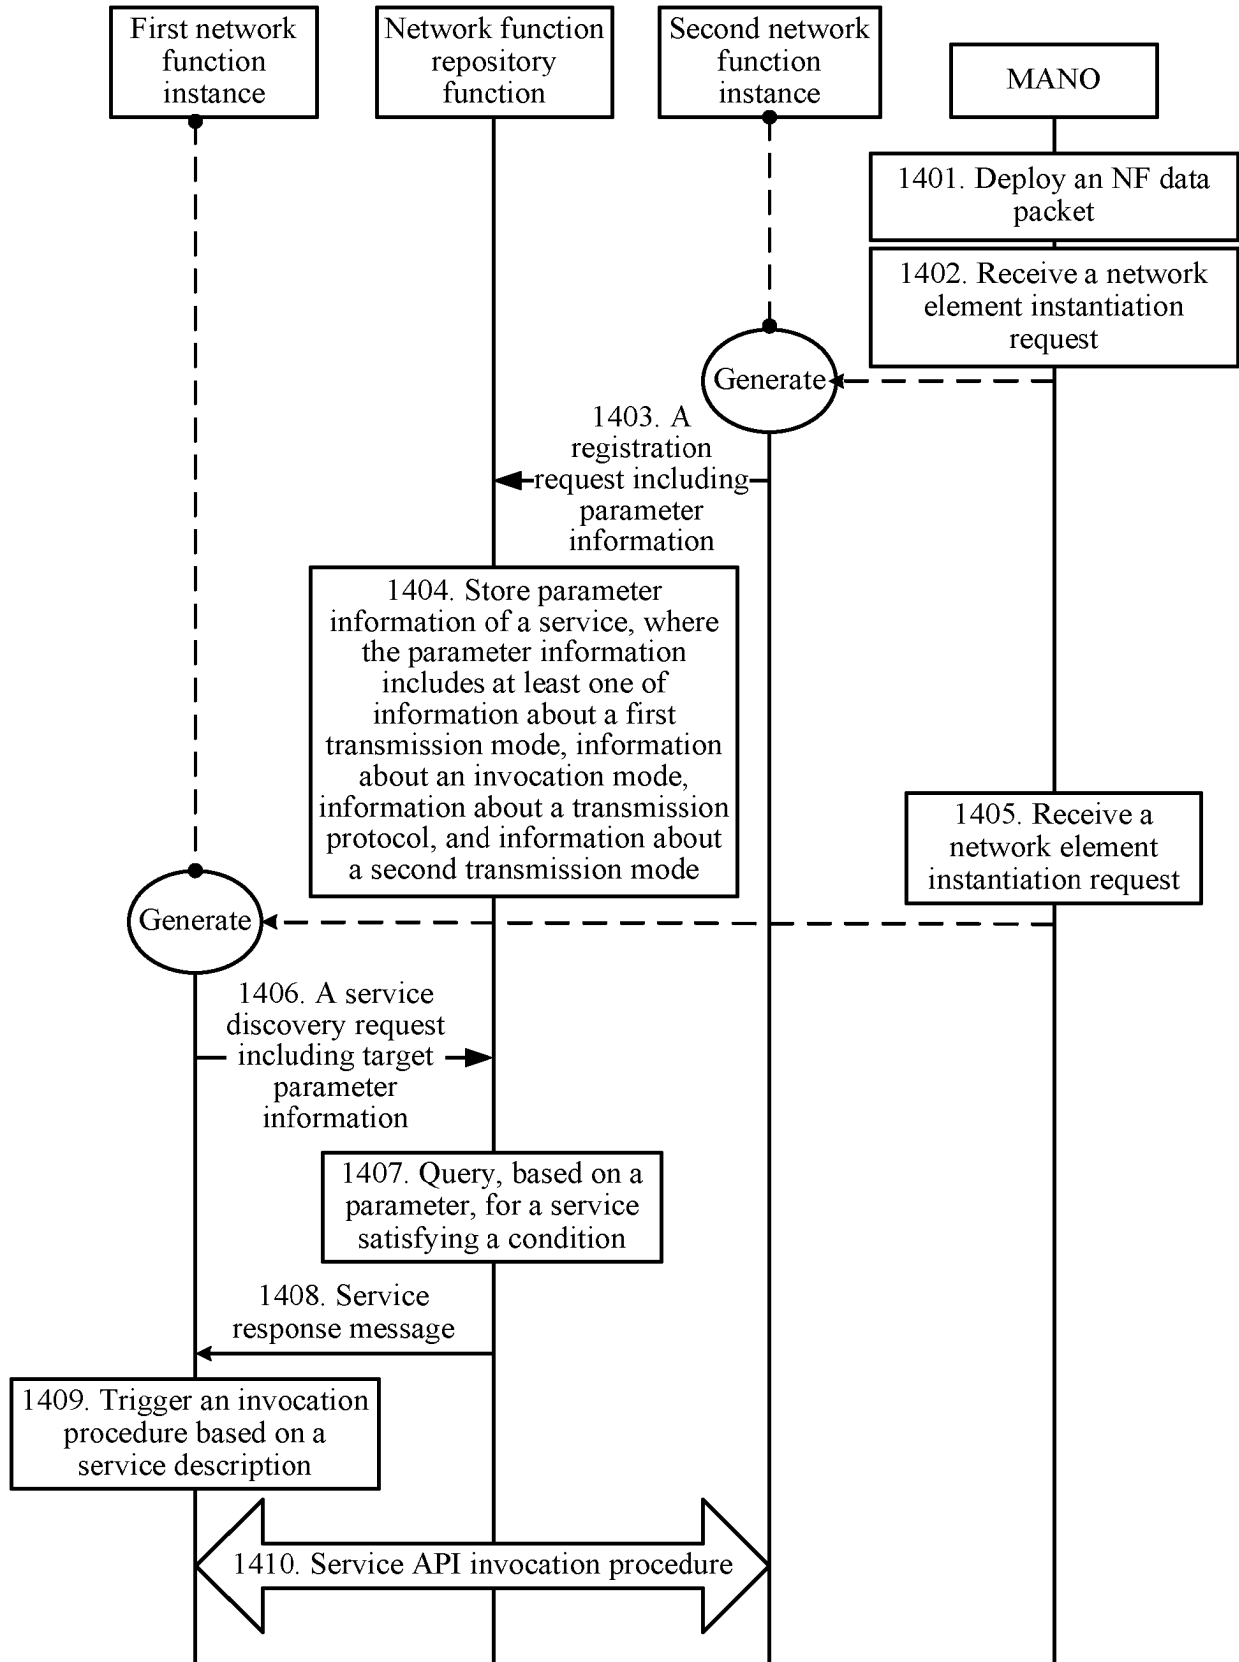 First network
function
instance
Network function
repository
function
Second network
function
instance
MANO
1401. Deploy an NF data
packet
1402. Receive a network
element instantiation
request
Generate
1403. A
registration
request including
parameter
information
1404. Store parameter
information of a service, where
the parameter information
includes at least one of
information about a first
transmission mode, information
about an invocation mode,
information about a transmission
protocol, and information about
a second transmission mode
1405. Receive a
network element
instantiation request
Generate
1406. A service
discovery request
including target
parameter
information
1407. Query, based on a
parameter, for a service
satisfying a condition
1408. Service
response message
1409. Trigger an invocation
procedure based on a
service description
1410. Service API invocation procedure